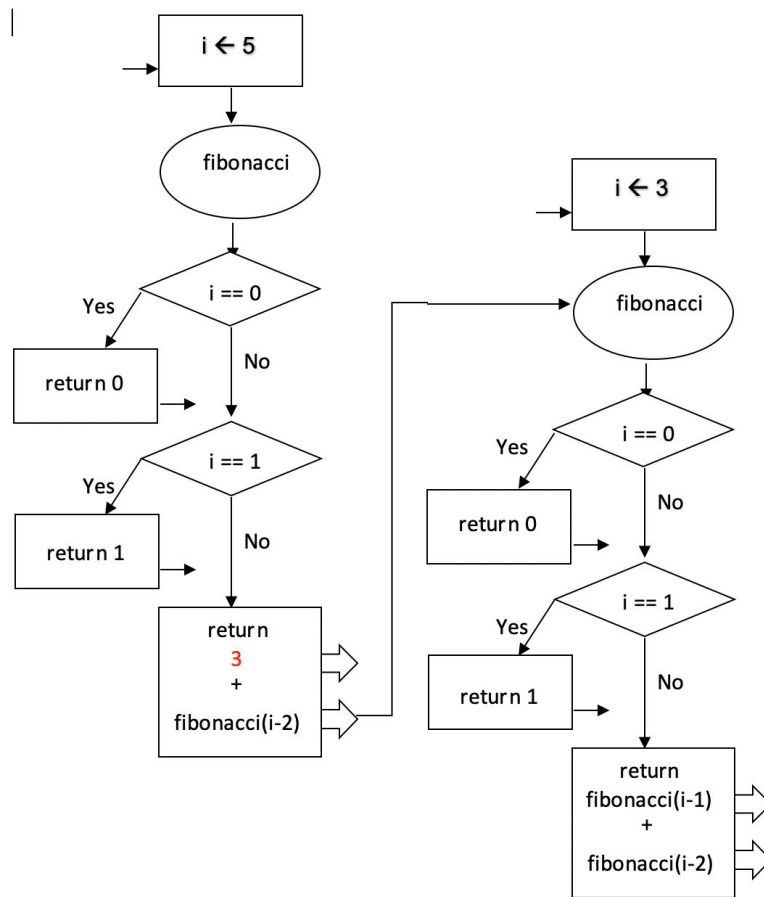 i ← 5
fibonacci
i == 0
Yes
No
return 0
i == 1
Yes
No
return 1
return
3
+
fibonacci(i-2)
i ← 3
fibonacci
i == 0
Yes
No
return 0
i == 1
Yes
No
return 1
return
fibonacci(i-1)
+
fibonacci(i-2)